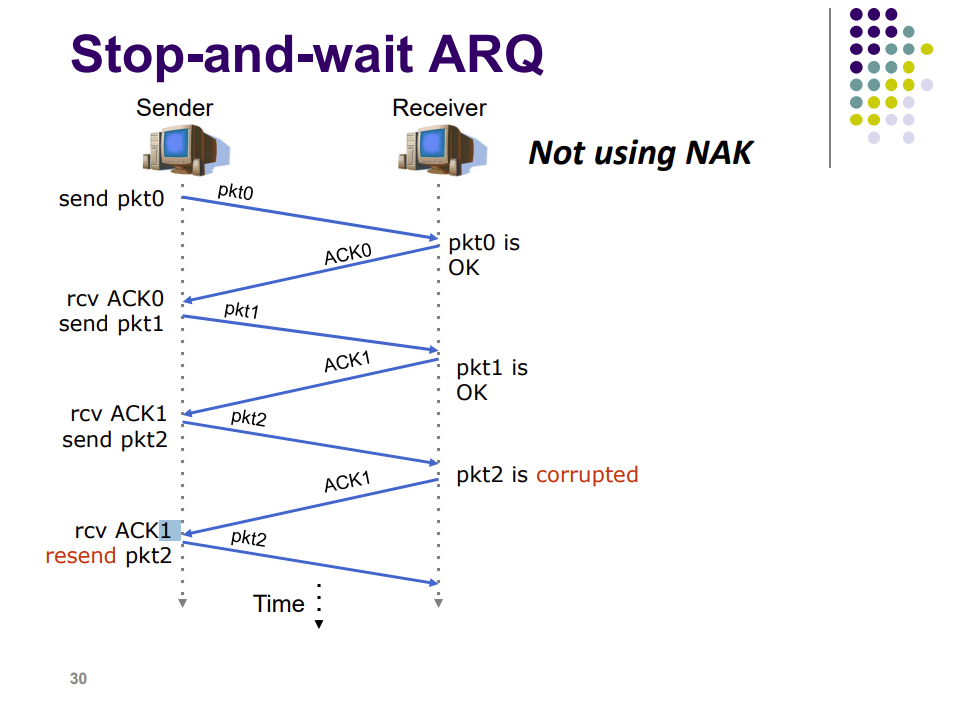 Stop-and-wait ARQ
Sender
Receiver
Not using NAK
send pkt0
pkt0
pkt0 is
OK
ACK0
rcv ACK0
send pkt1
pkt1
ACK1
pkt1 is
OK
rcv ACK1
send pkt2
pkt2
pkt2 is corrupted
ACK1
rcv ACK1
resend pkt2
pkt2
Time
30